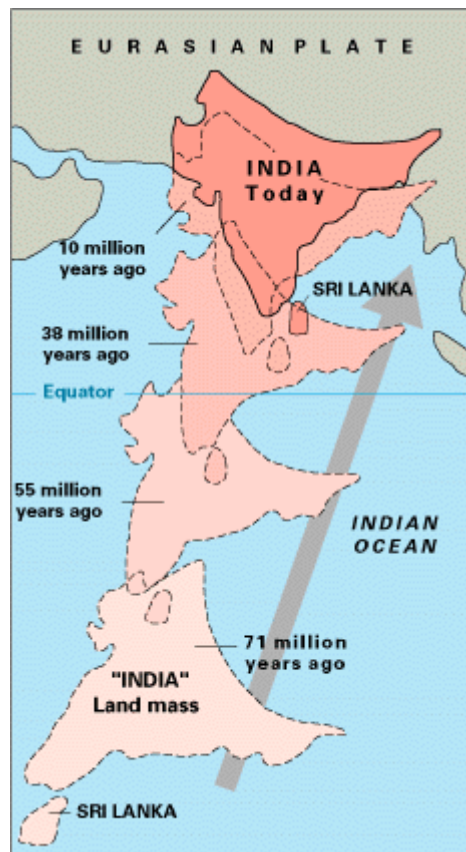 EURASIAN PLATE
INDIA
Today
10 million
years ago
SRI LANKA
38 million
years ago
Equator
55 million
years ago
INDIAN
OCEAN
71 million
years ago
"INDIA"
Land mass
SRI LANKA